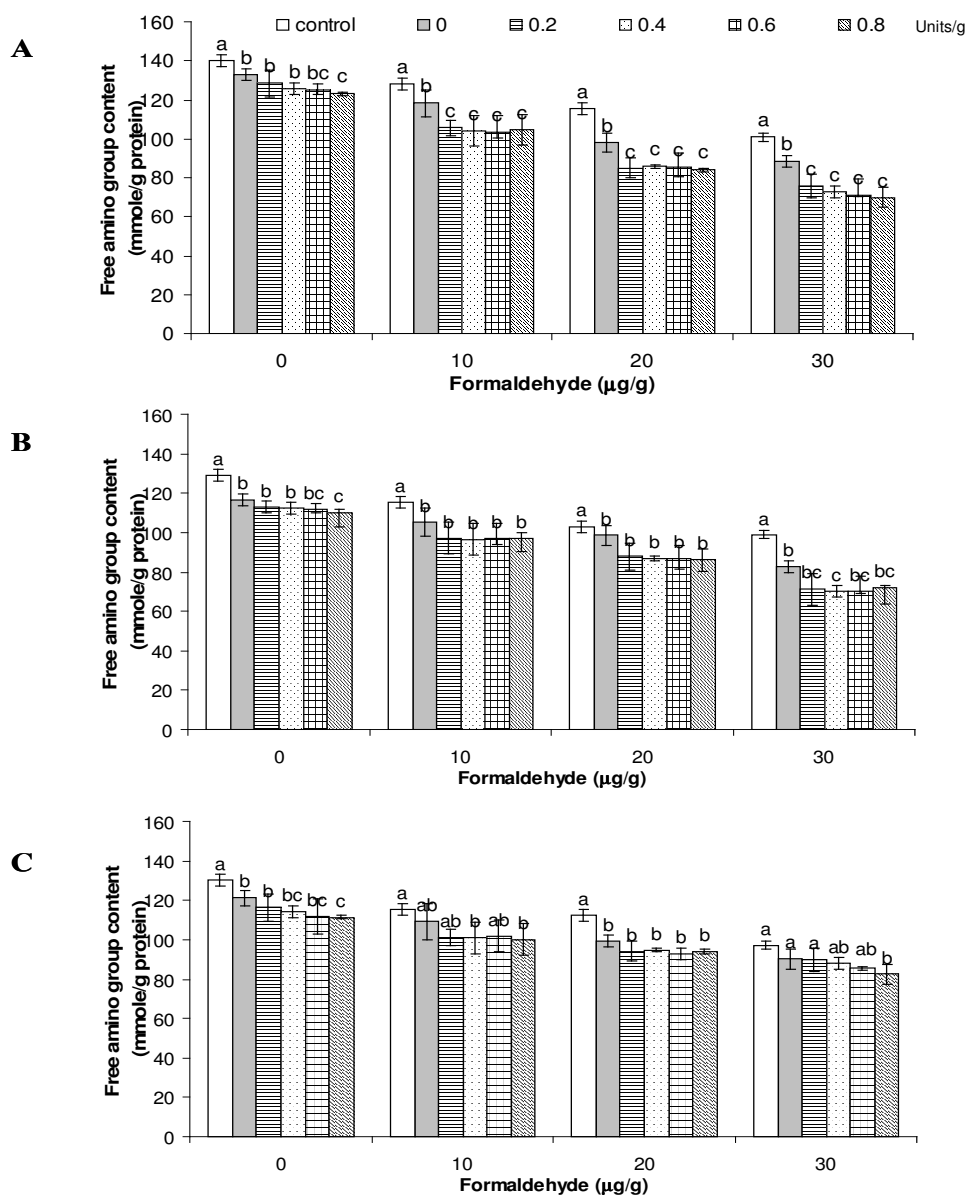 control 0 0.2 0.4 0.6 0.8 Units/g
A
Free amino group content
(mmole/g protein)
160
140
120
100
80
60
40
20
0
a b b b bc c
a b c c c c
a b c c c c
a b c c c c
0 10 20 30
Formaldehyde (µg/g)
B
Free amino group content
(mmole/g protein)
160
140
120
100
80
60
40
20
0
a b b b bc c
a b b b b b
a b b b b b
a b bc c bc bc
0 10 20 30
Formaldehyde (µg/g)
C
Free amino group content
(mmole/g protein)
160
140
120
100
80
60
40
20
0
a b b bc bc c
a ab ab b ab b
a b b b b b
a a a ab ab b
0 10 20 30
Formaldehyde (µg/g)